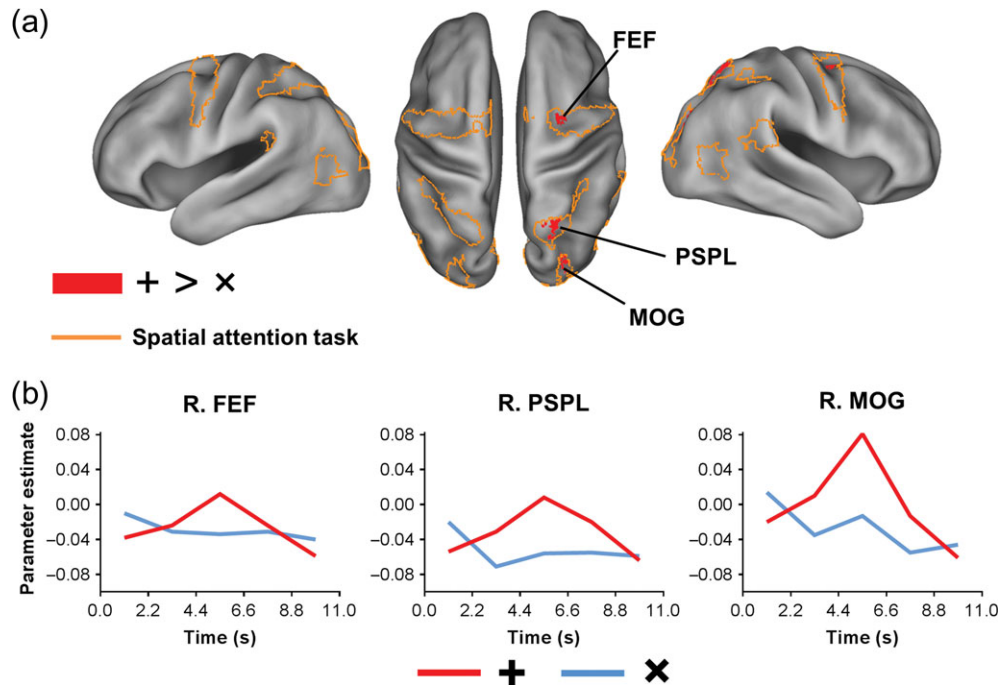 (a)
FEF
PSPL
MOG
+ > ×
Spatial attention task
(b)
R. FEF
R. PSPL
R. MOG
Parameter estimate
0.08
0.04
0.00
−0.04
−0.08
0.0 2.2 4.4 6.6 8.8 11.0
Time (s)
0.08
0.04
0.00
−0.04
−0.08
0.0 2.2 4.4 6.6 8.8 11.0
Time (s)
0.08
0.04
0.00
−0.04
−0.08
0.0 2.2 4.4 6.6 8.8 11.0
Time (s)
+ ×